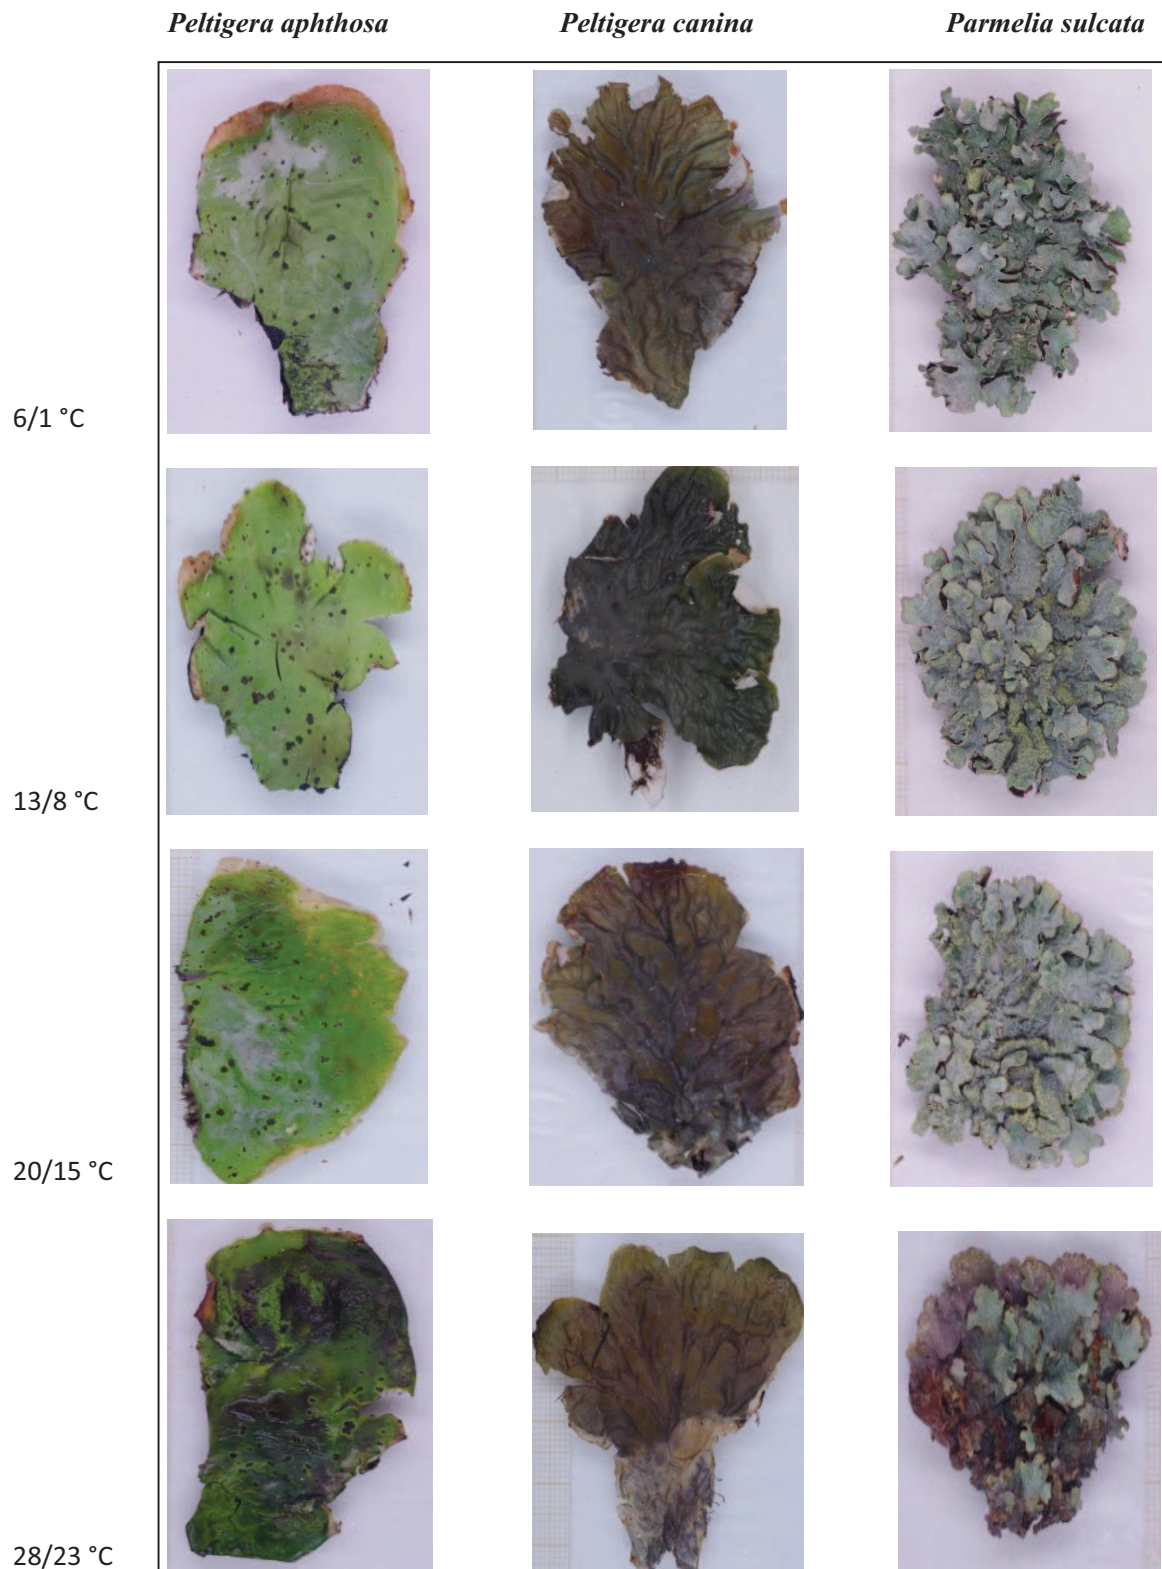 Peltigera aphthosa Peltigera canina Parmelia sulcata
6/1 °C
13/8 °C
20/15 °C
28/23 °C